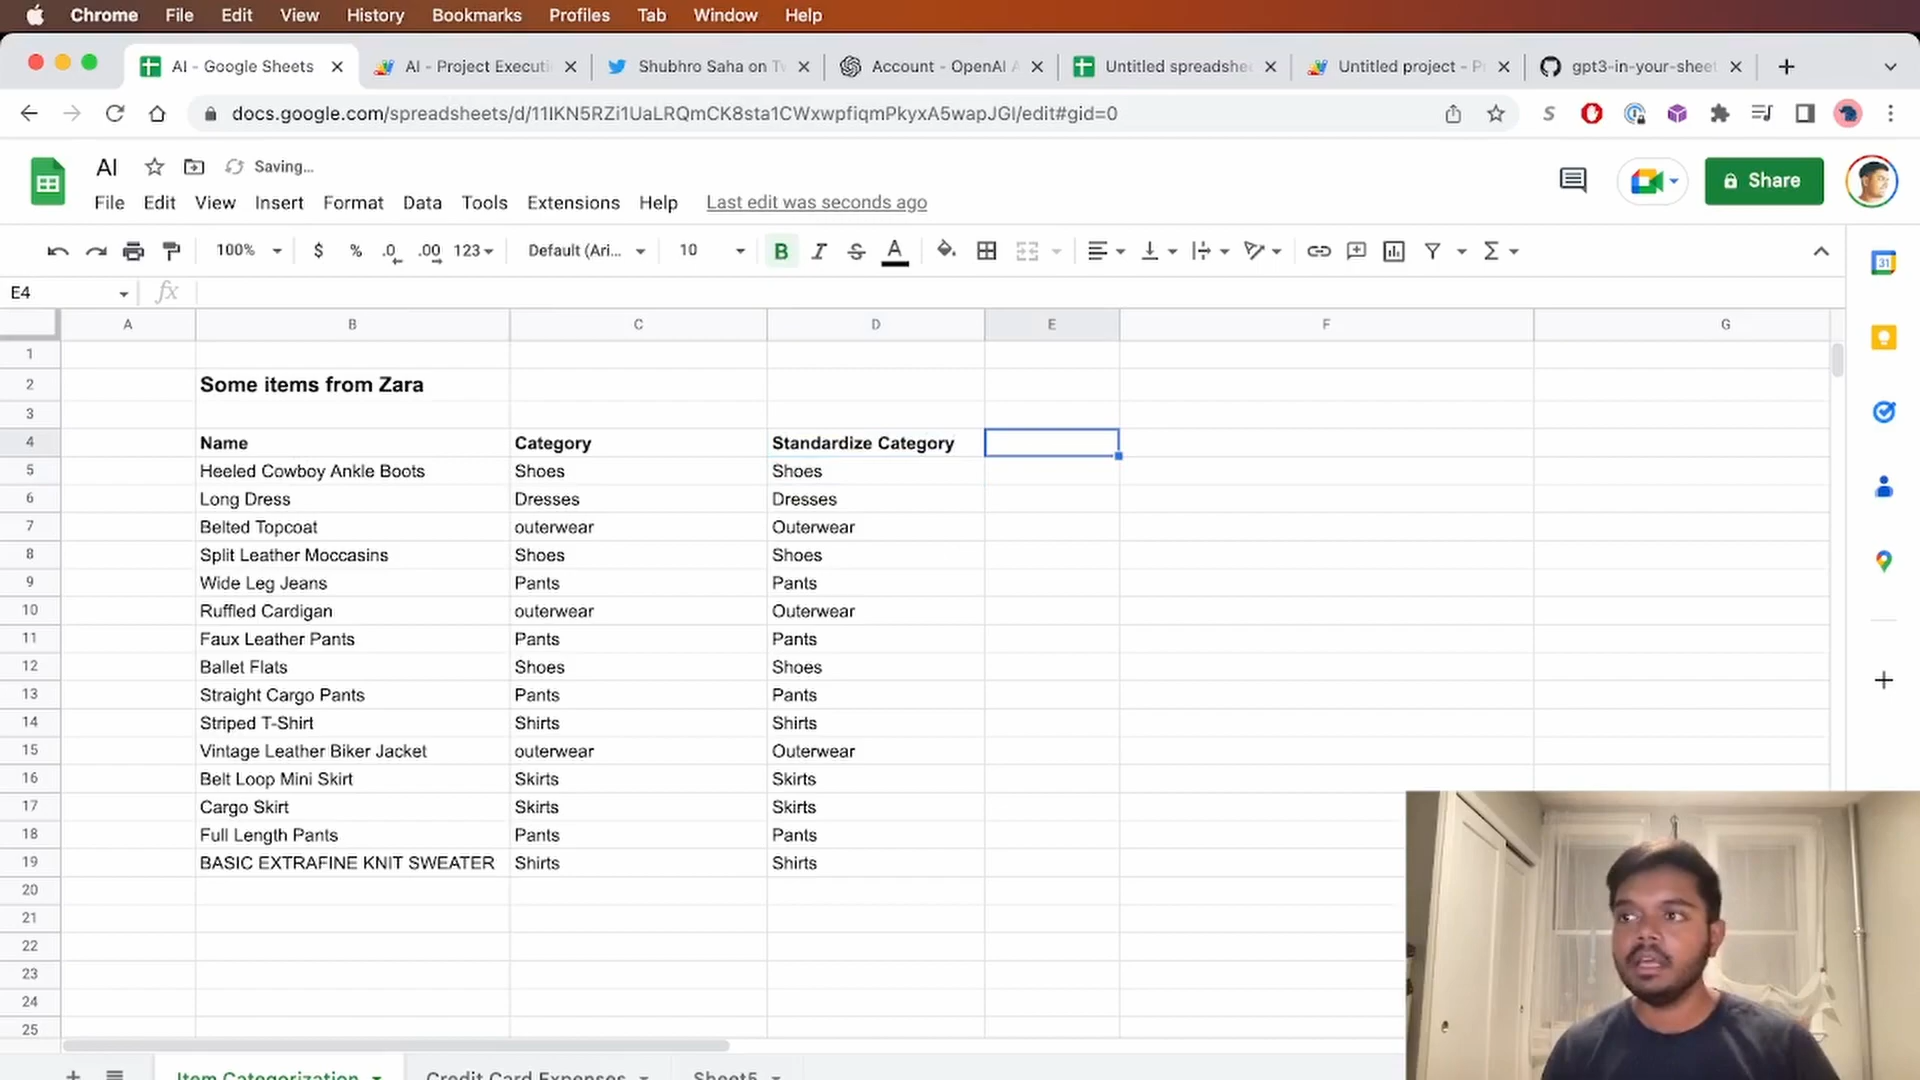 Chrome File Edit View History Bookmarks Profiles Tab Window Help
AI - Google Sheets AI - Project Executi Shubhro Saha on Tw Account - OpenAI A Untitled spreadshe Untitled project - P gpt3-in-your-sheet
docs.google.com/spreadsheets/d/11IKN5RZi1UaLRQmCK8sta1CWxwpfiqmPkyxA5wapJGI/edit#gid=0
AI Saving...
Share
File Edit View Insert Format Data Tools Extensions Help Last edit was seconds ago
100% $ % .0 .00 123 Default (Ari... 10 B I S A
31
E4 fx
A B C D E F G
1
2 Some items from Zara
3
4 Name Category Standardize Category
5 Heeled Cowboy Ankle Boots Shoes Shoes
6 Long Dress Dresses Dresses
7 Belted Topcoat outerwear Outerwear
8 Split Leather Moccasins Shoes Shoes
9 Wide Leg Jeans Pants Pants
10 Ruffled Cardigan outerwear Outerwear
11 Faux Leather Pants Pants Pants
12 Ballet Flats Shoes Shoes
13 Straight Cargo Pants Pants Pants
14 Striped T-Shirt Shirts Shirts
15 Vintage Leather Biker Jacket outerwear Outerwear
16 Belt Loop Mini Skirt Skirts Skirts
17 Cargo Skirt Skirts Skirts
18 Full Length Pants Pants Pants
19 BASIC EXTRAFINE KNIT SWEATER Shirts Shirts
20
21
22
23
24
25
Item Categorization Credit Card Expenses Sheet5